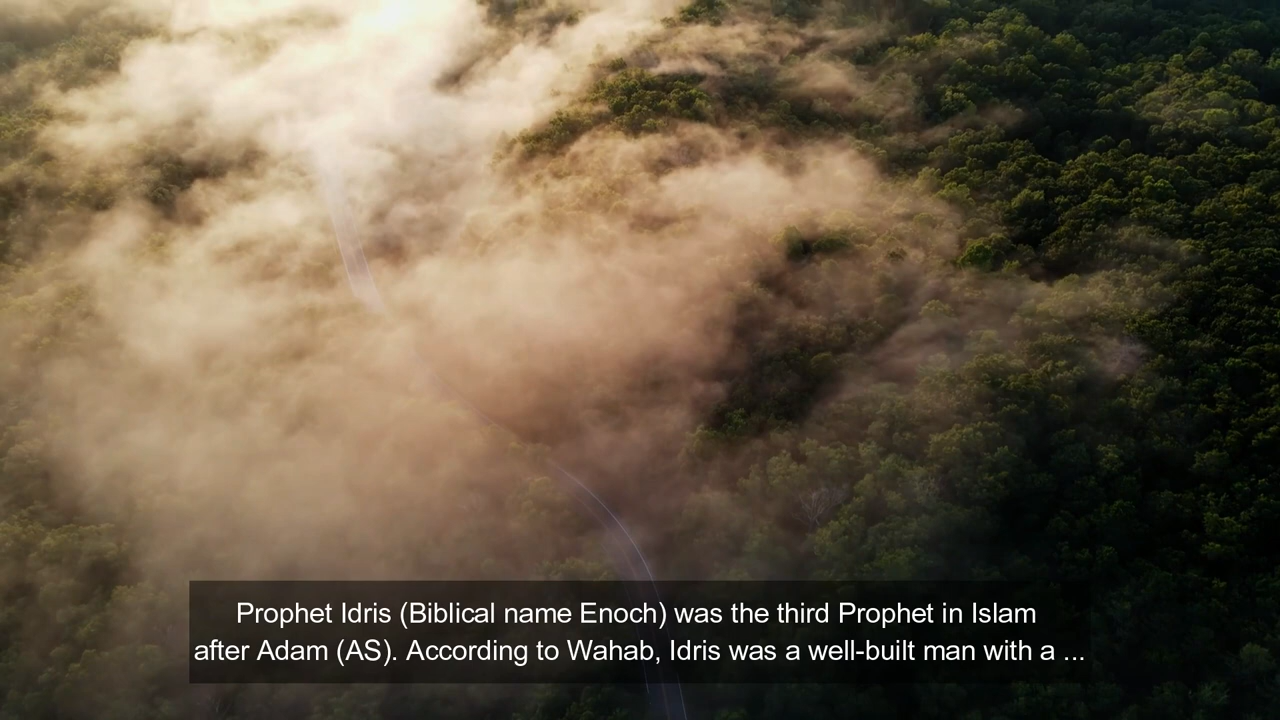 Prophet Idris (Biblical name Enoch) was the third Prophet in Islam
after Adam (AS). According to Wahab, Idris was a well-built man with a ...